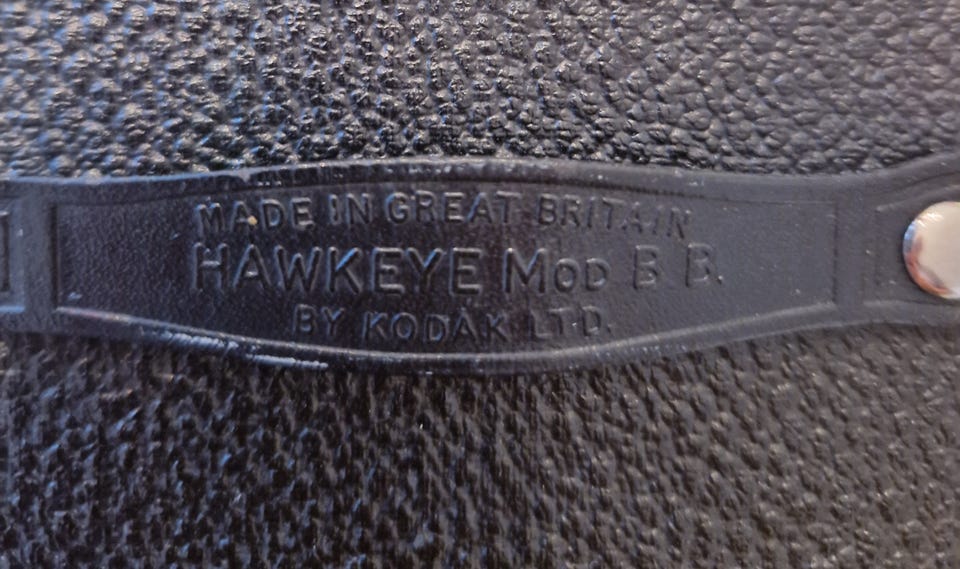 MADE IN GREAT BRITAIN
HAWKEYE MOD B B.
BY KODAK LTD.